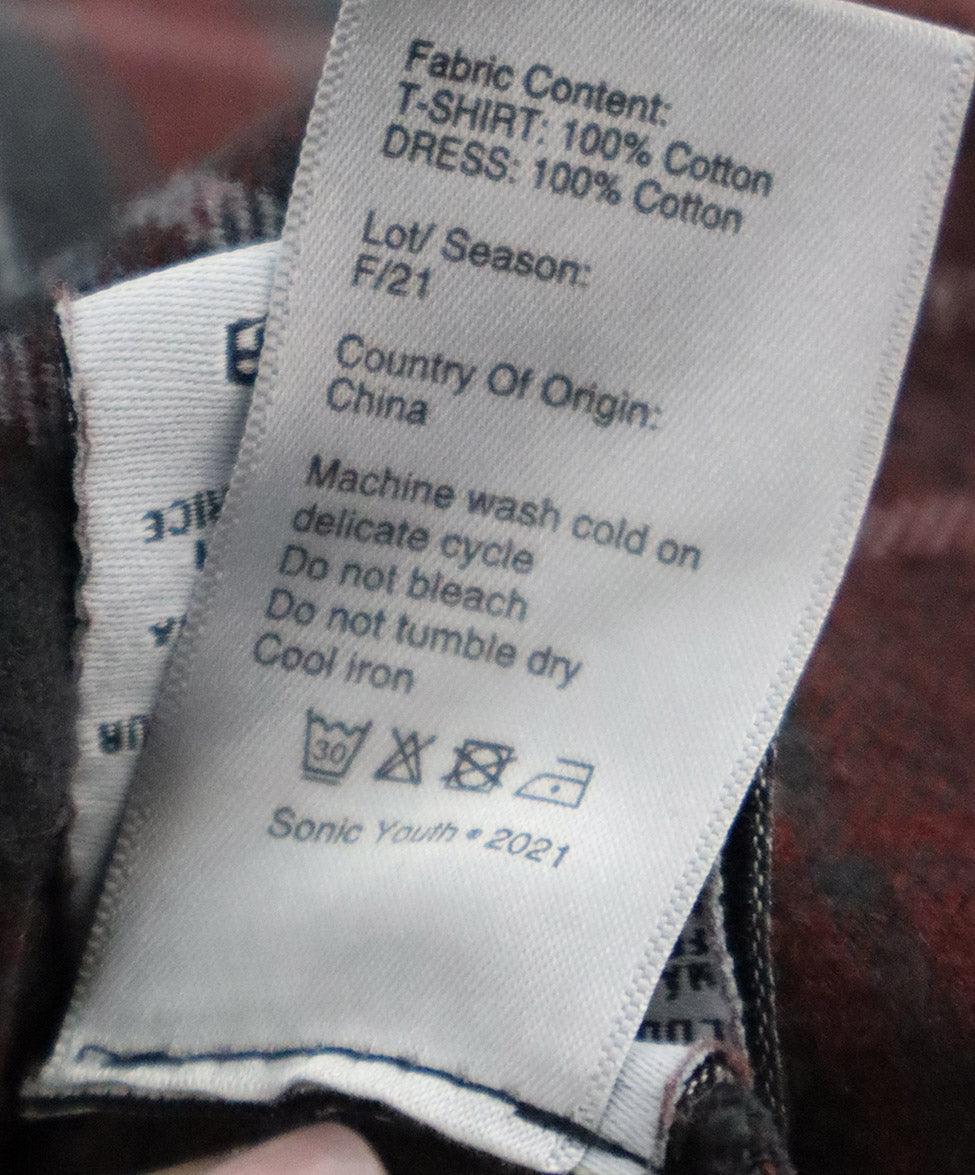 Fabric Content:
T-SHIRT: 100% Cotton
DRESS: 100% Cotton
Lot/ Season:
F/21
Country Of Origin:
China
Machine wash cold on
delicate cycle
Do not bleach
Do not tumble dry
Cool iron
30
Sonic Youth • 2021